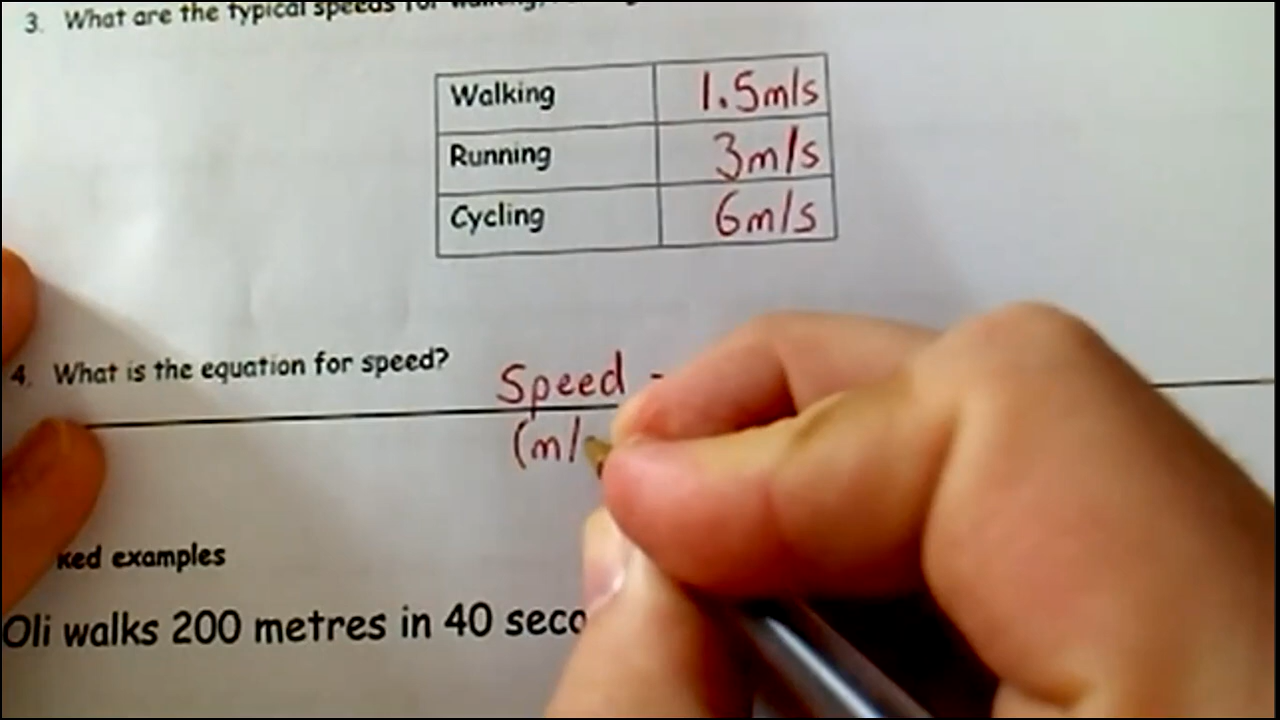 3. What are the typical speeds for
Walking 1.5m/s
Running 3m/s
Cycling 6m/s
4. What is the equation for speed? Speed
(m/
ked examples
Oli walks 200 metres in 40 seco